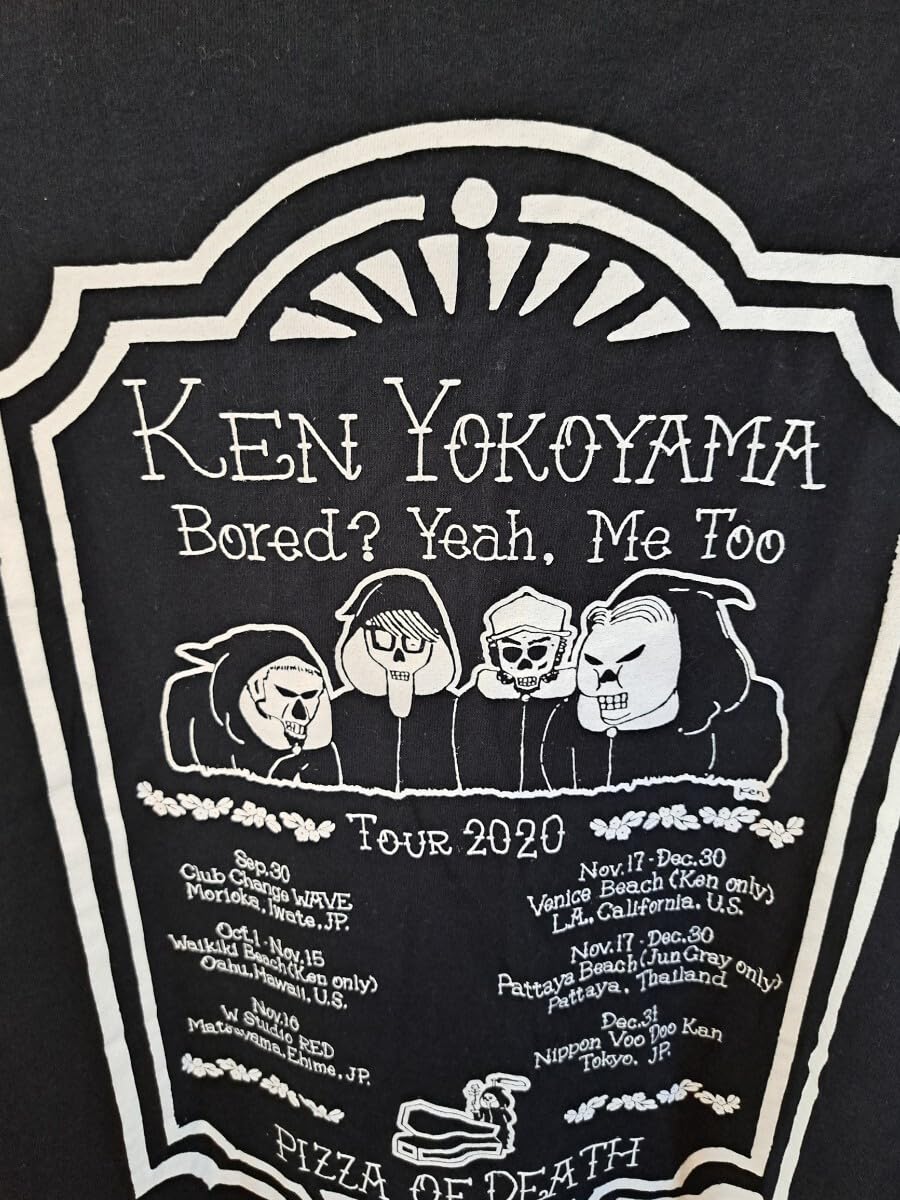 KEN YOKOYAMA
Bored? Yeah, Me Too
Ken
TOUR 2020
Sep.30
Club Change WAVE
Morioka, Iwate, JP.
Oct.1 - Nov.15
Waikiki Beach (Ken only)
Oahu, Hawaii, U.S.
Nov.16
W Studio RED
Matsuyama, Ehime, JP.
Nov.17 - Dec.30
Venice Beach (Ken only)
LA, California, U.S.
Nov.17 - Dec.30
Pattaya Beach (Jun Gray only)
Pattaya, Thailand
Dec.31
Nippon Voo Doo Kan
Tokyo, JP.
PIZZA OF DEATH